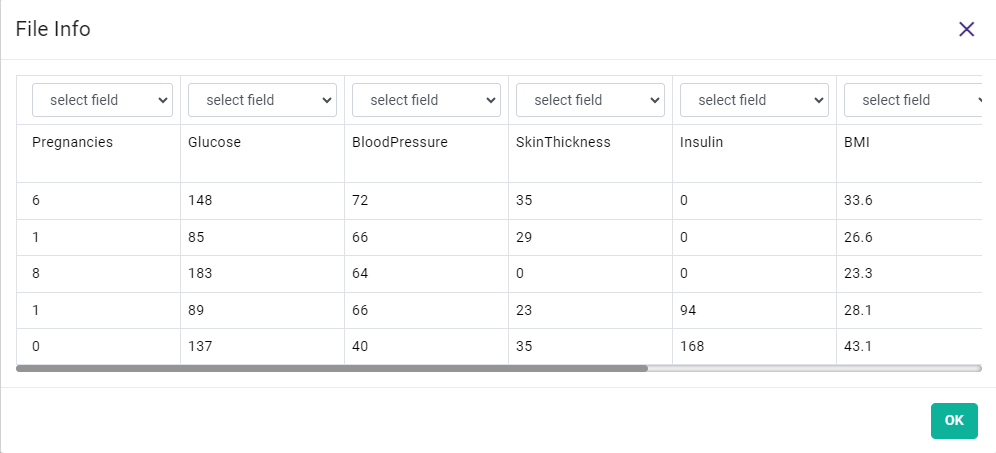 File Info
select field select field select field select field select field select field
Pregnancies Glucose BloodPressure SkinThickness Insulin BMI
6 148 72 35 0 33.6
1 85 66 29 0 26.6
8 183 64 0 0 23.3
1 89 66 23 94 28.1
0 137 40 35 168 43.1
OK